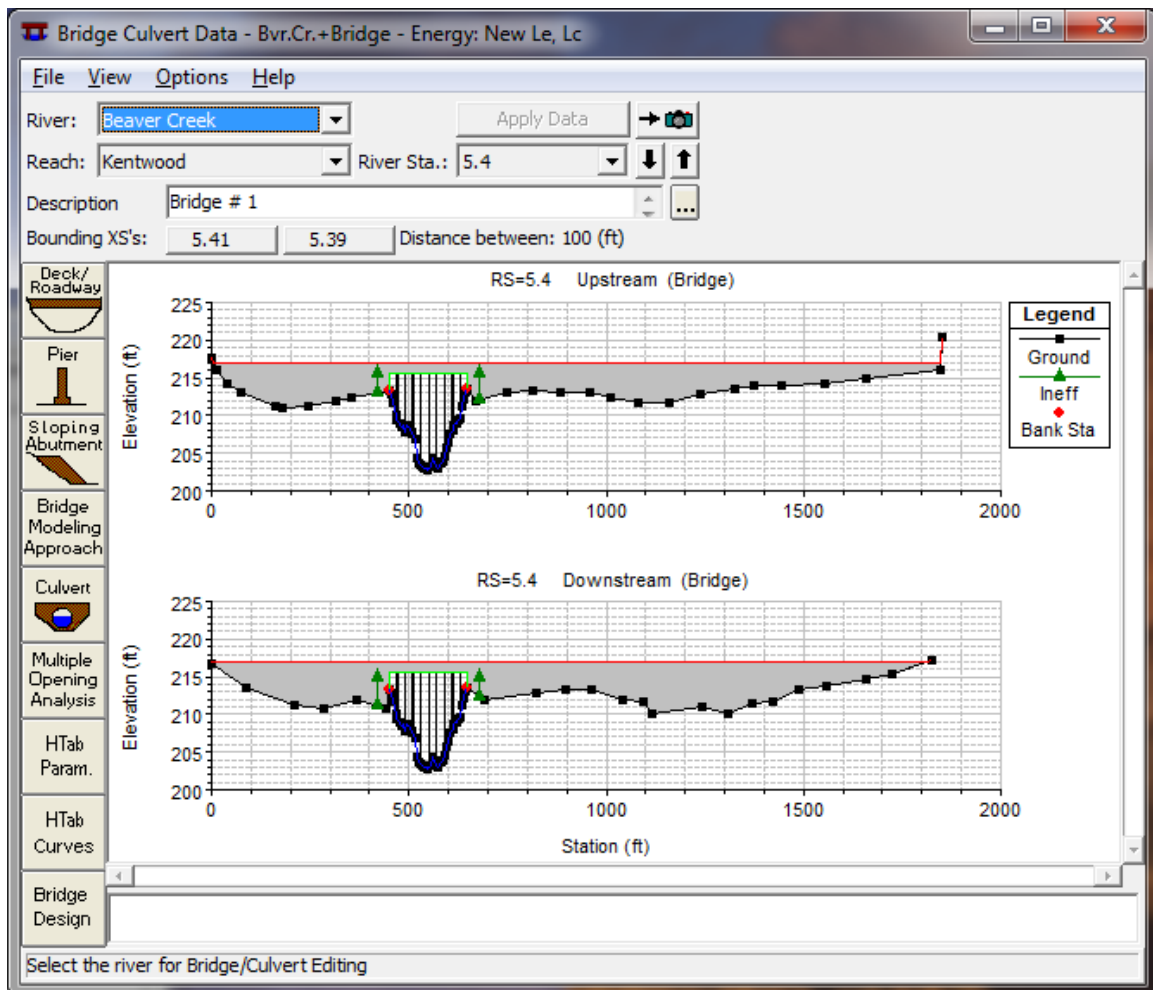 Bridge Culvert Data - Bvr.Cr.+Bridge - Energy: New Le, Lc
File View Options Help
River: Beaver Creek Apply Data
Reach: Kentwood River Sta.: 5.4
Description Bridge # 1 ...
Bounding XS's: 5.41 5.39 Distance between: 100 (ft)
Deck/
Roadway
Pier
Sloping
Abutment
Bridge
Modeling
Approach
Culvert
Multiple
Opening
Analysis
HTab
Param.
HTab
Curves
Bridge
Design
RS=5.4 Upstream (Bridge)
Elevation (ft)
225
220
215
210
205
200
0 500 1000 1500 2000
Legend
Ground
Ineff
Bank Sta
RS=5.4 Downstream (Bridge)
Elevation (ft)
225
220
215
210
205
200
0 500 1000 1500 2000
Station (ft)
Select the river for Bridge/Culvert Editing